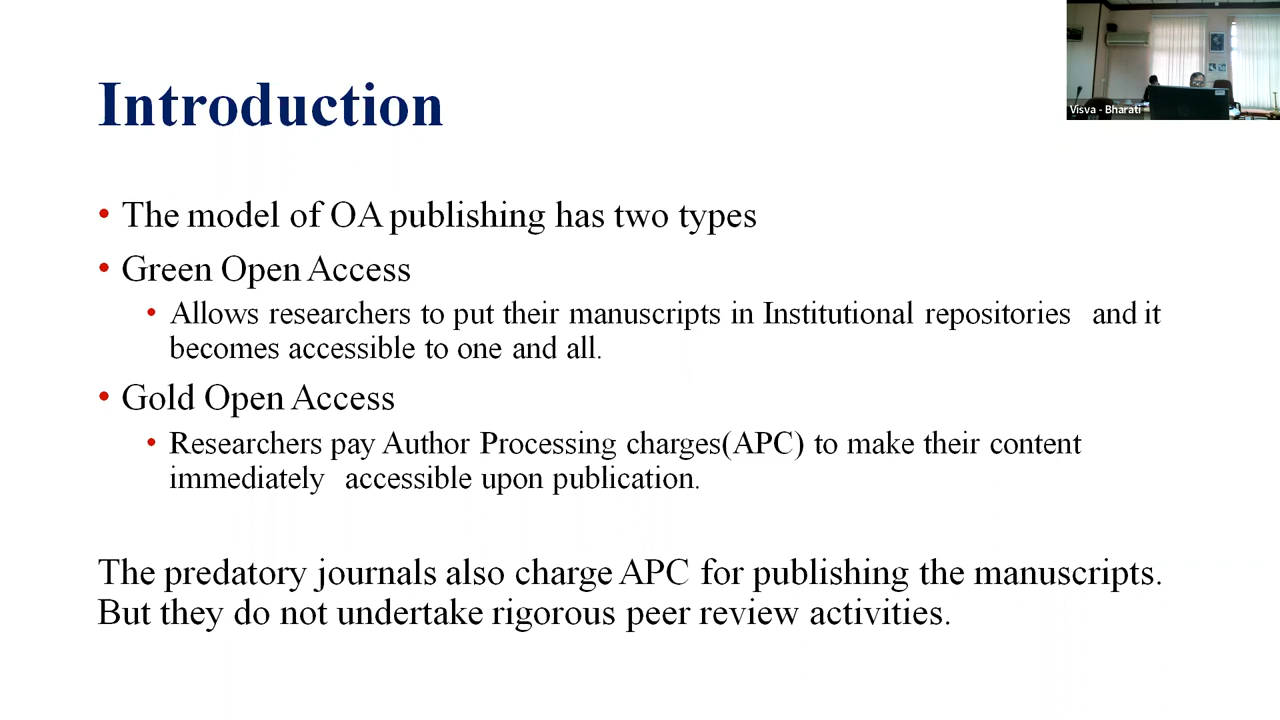 Introduction
Visva - Bharati
• The model of OA publishing has two types
• Green Open Access
• Allows researchers to put their manuscripts in Institutional repositories and it
becomes accessible to one and all.
• Gold Open Access
• Researchers pay Author Processing charges(APC) to make their content
immediately accessible upon publication.
The predatory journals also charge APC for publishing the manuscripts.
But they do not undertake rigorous peer review activities.